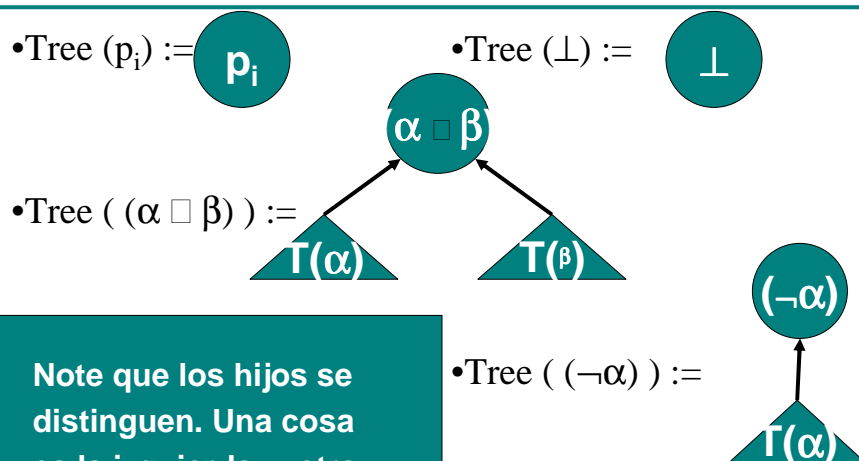 •Tree (pᵢ) := pᵢ
•Tree (⊥) := ⊥
(α □ β)
•Tree ( (α □ β) ) :=
T(α) T(β)
(¬α)
•Tree ( (¬α) ) :=
T(α)
Note que los hijos se
distinguen. Una cosa